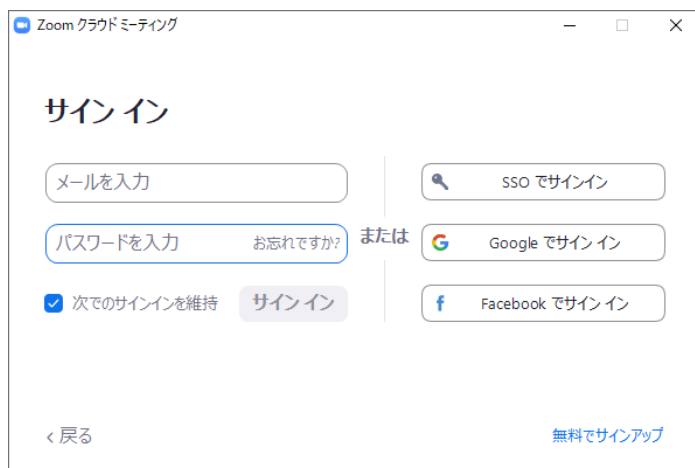 Zoom クラウド ミーティング
サイン イン
メールを入力
パスワードを入力 お忘れですか?
次でのサインインを維持 サイン イン
または
SSO でサインイン
Google でサイン イン
Facebook でサイン イン
戻る
無料でサインアップ